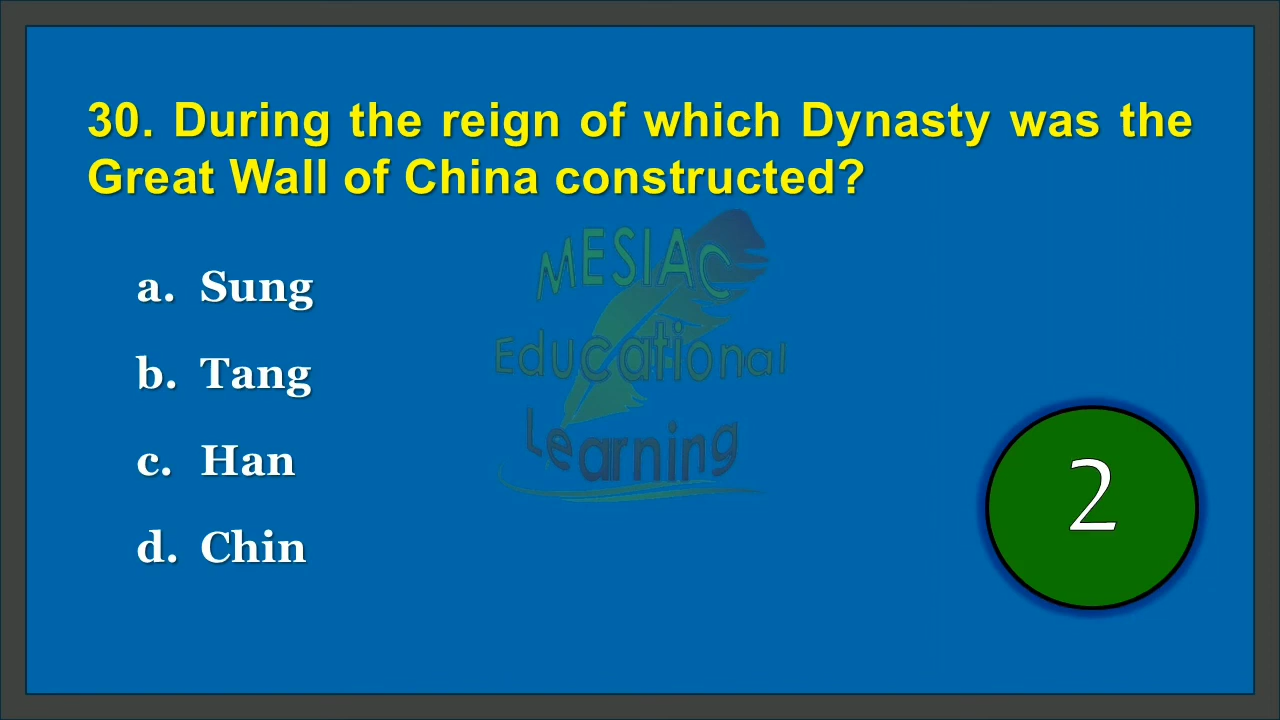 30. During the reign of which Dynasty was the
Great Wall of China constructed?
MESIAC
Educational
Learning
a. Sung
b. Tang
c. Han
d. Chin
2